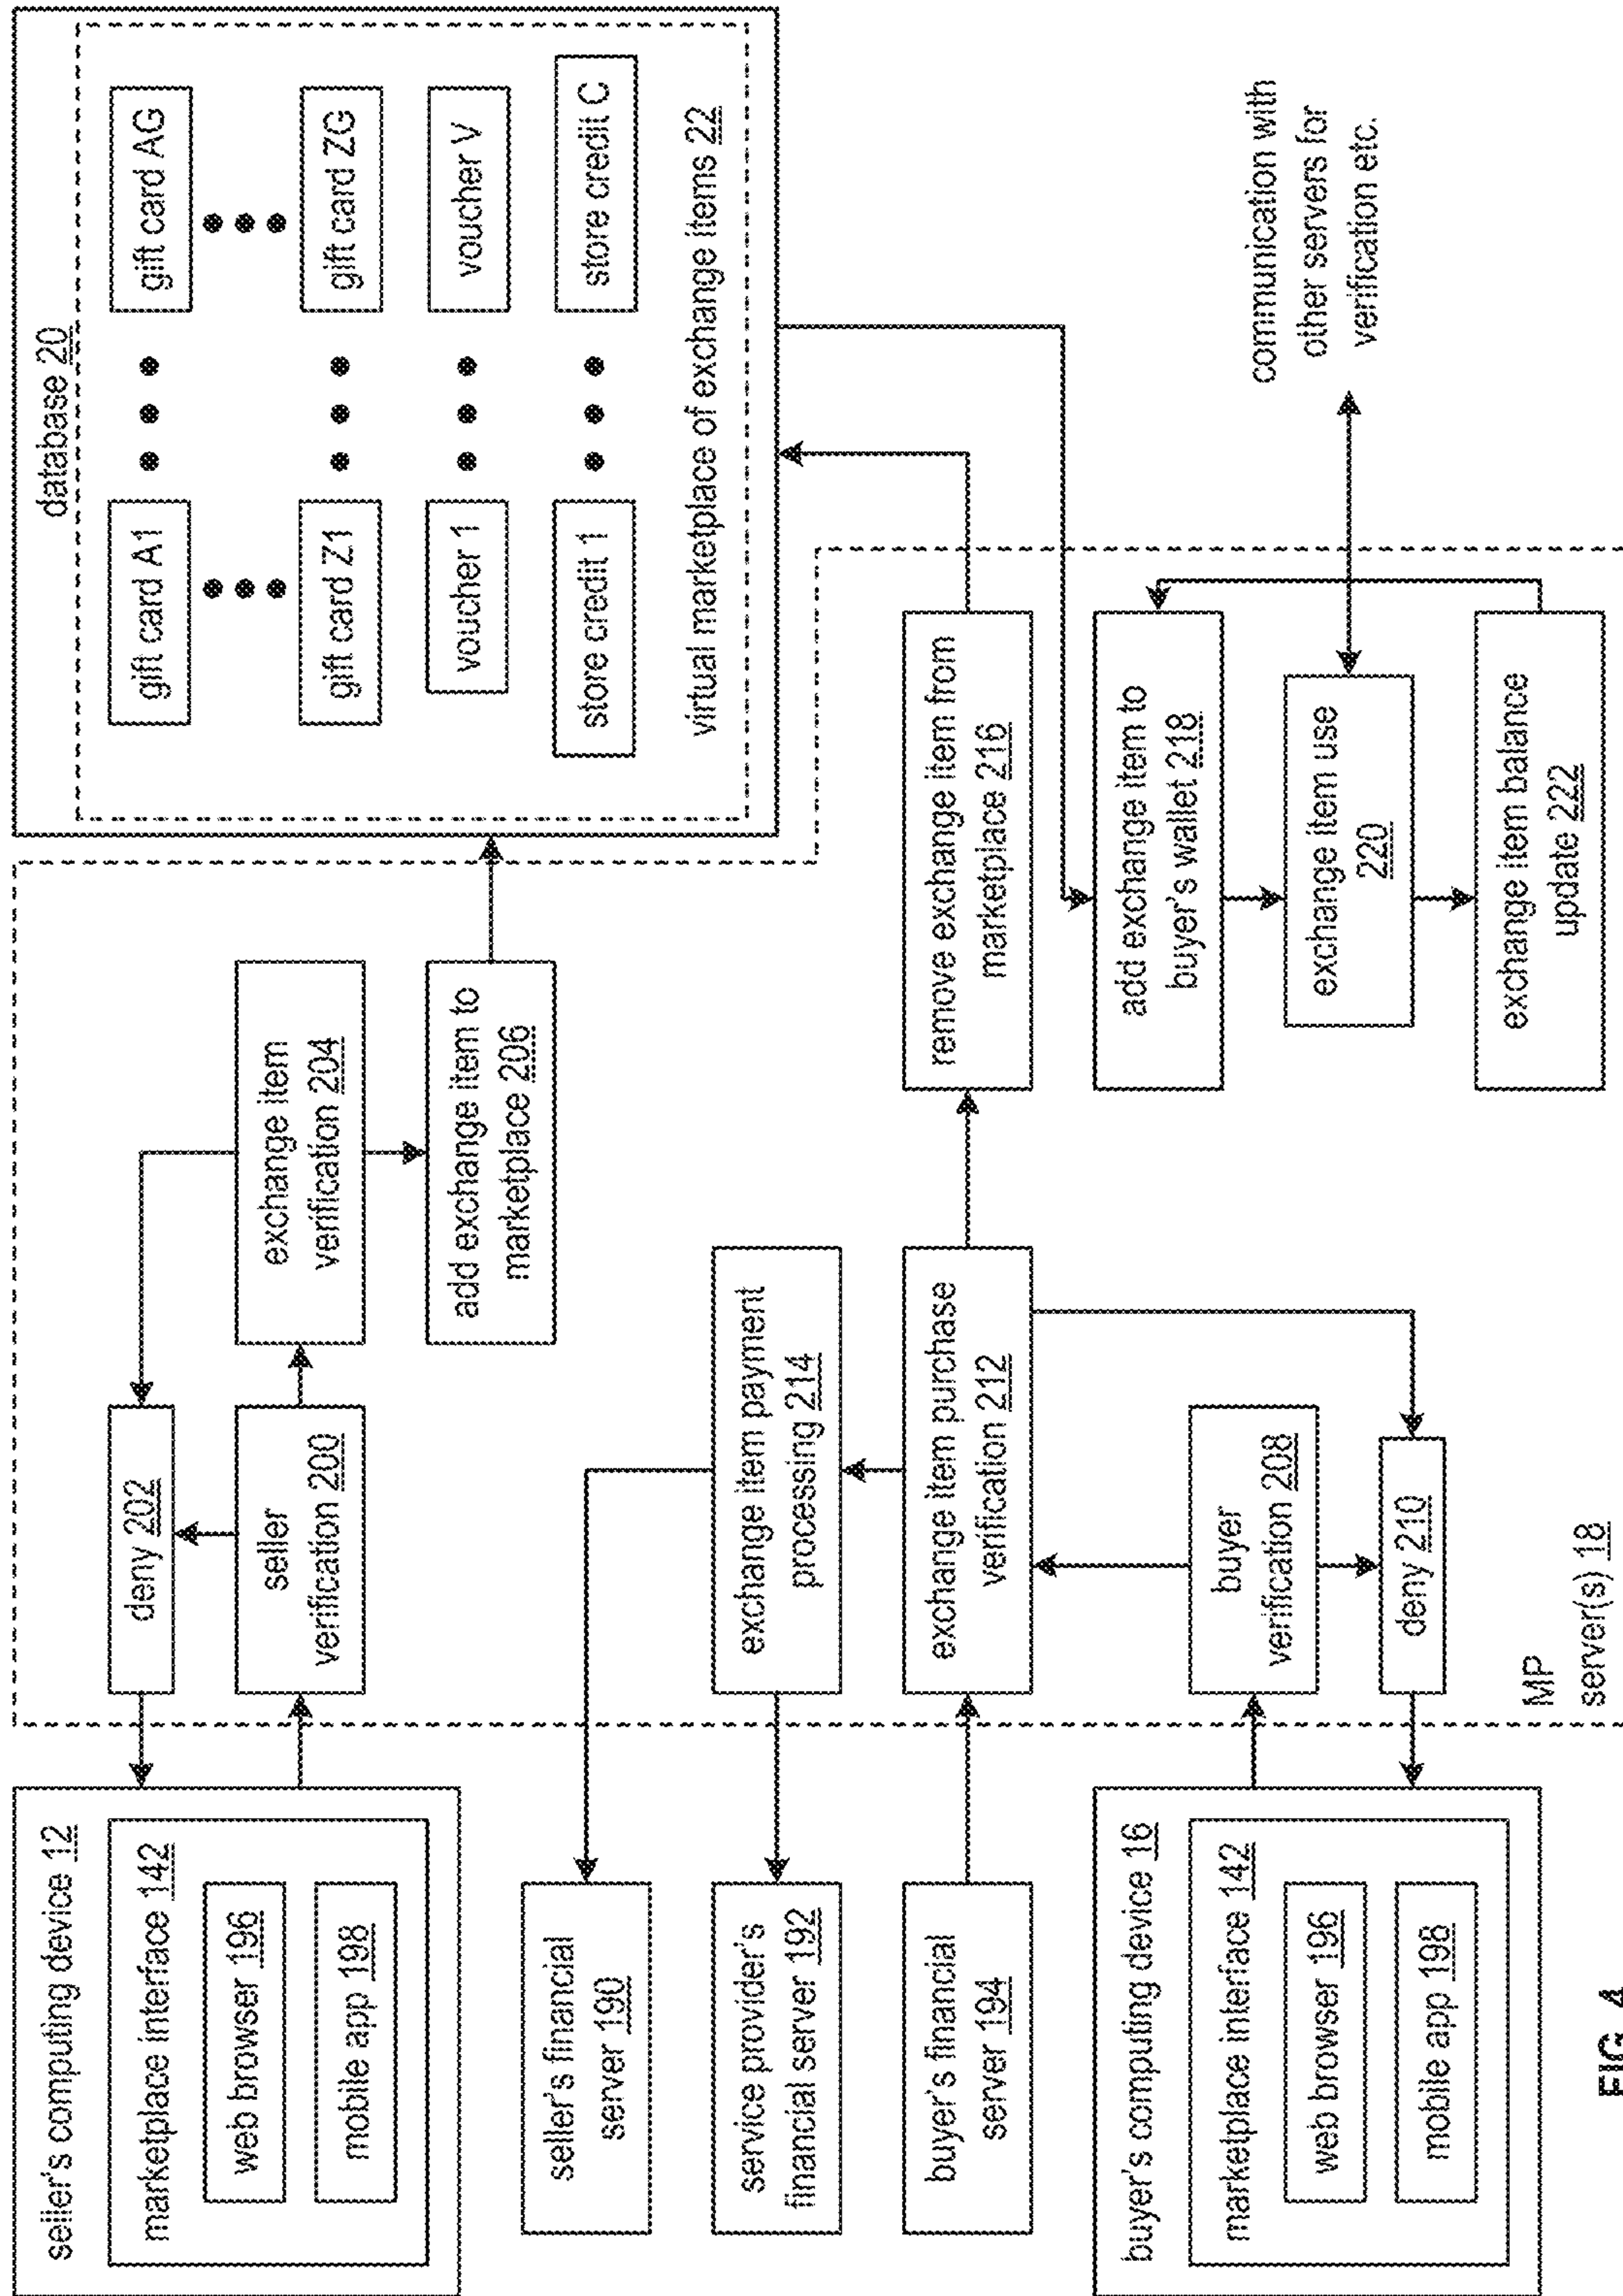 seller's computing device 12
marketplace interface 142
web browser 196
mobile app 198
deny 202
seller
verification 200
exchange item
verification 204
add exchange item to
marketplace 206
database 20
gift card A1
gift card AG
gift card Z1
gift card ZG
voucher 1
voucher V
store credit 1
store credit C
virtual marketplace of exchange items 22
seller's financial
server 190
service provider's
financial server 192
buyer's financial
server 194
exchange item payment
processing 214
exchange item purchase
verification 212
remove exchange item from
marketplace 216
add exchange item to
buyer's wallet 218
exchange item use
220
exchange item balance
update 222
communication with
other servers for
verification etc.
buyer's computing device 16
marketplace interface 142
web browser 196
mobile app 198
buyer
verification 208
deny 210
MP
server(s) 18
FIG. 4